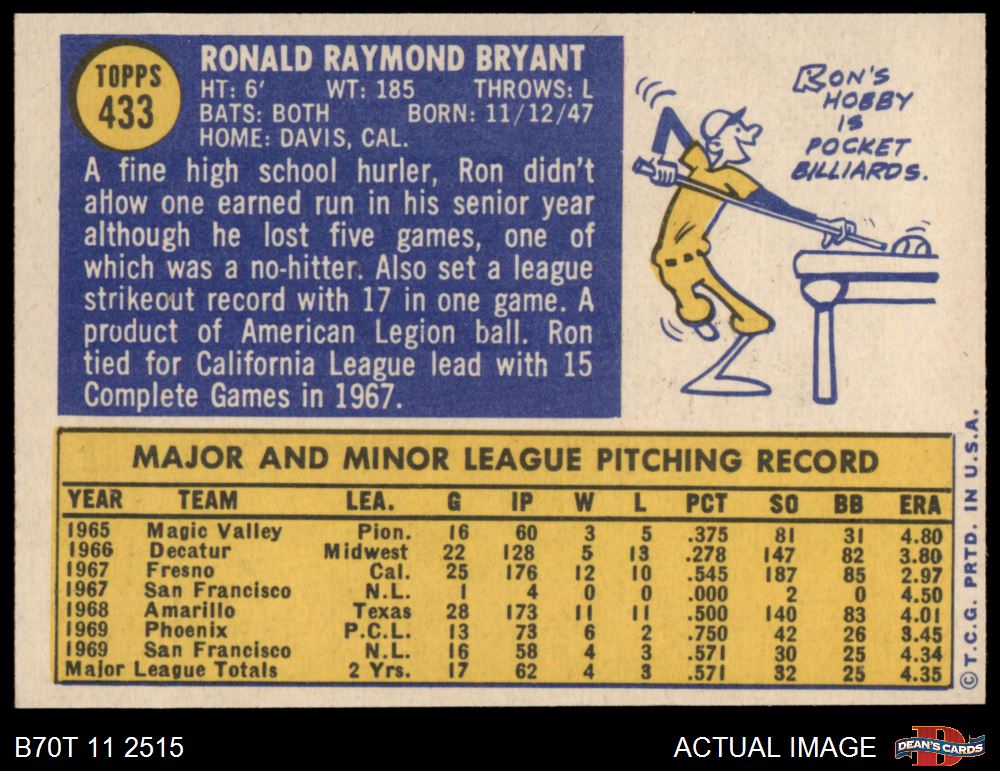 TOPPS
433
RONALD RAYMOND BRYANT
HT: 6' WT: 185 THROWS: L
BATS: BOTH BORN: 11/12/47
HOME: DAVIS, CAL.
A fine high school hurler, Ron didn't
allow one earned run in his senior year
although he lost five games, one of
which was a no-hitter. Also set a league
strikeout record with 17 in one game. A
product of American Legion ball. Ron
tied for California League lead with 15
Complete Games in 1967.
RON'S
HOBBY
IS
POCKET
BILLIARDS.
MAJOR AND MINOR LEAGUE PITCHING RECORD
YEAR TEAM LEA. G IP W L PCT SO BB ERA
1965 Magic Valley Pion. 16 60 3 5 .375 81 31 4.80
1966 Decatur Midwest 22 128 5 13 .278 147 82 3.80
1967 Fresno Cal. 25 176 12 10 .545 187 85 2.97
1967 San Francisco N.L. 1 4 0 0 .000 2 0 4.50
1968 Amarillo Texas 28 173 11 11 .500 140 83 4.01
1969 Phoenix P.C.L. 13 73 6 2 .750 42 26 3.45
1969 San Francisco N.L. 16 58 4 3 .571 30 25 4.34
Major League Totals 2 Yrs. 17 62 4 3 .571 32 25 4.35
© T.C.G. PRTD. IN U.S.A.
B70T 11 2515
ACTUAL IMAGE
DEAN'S CARDS